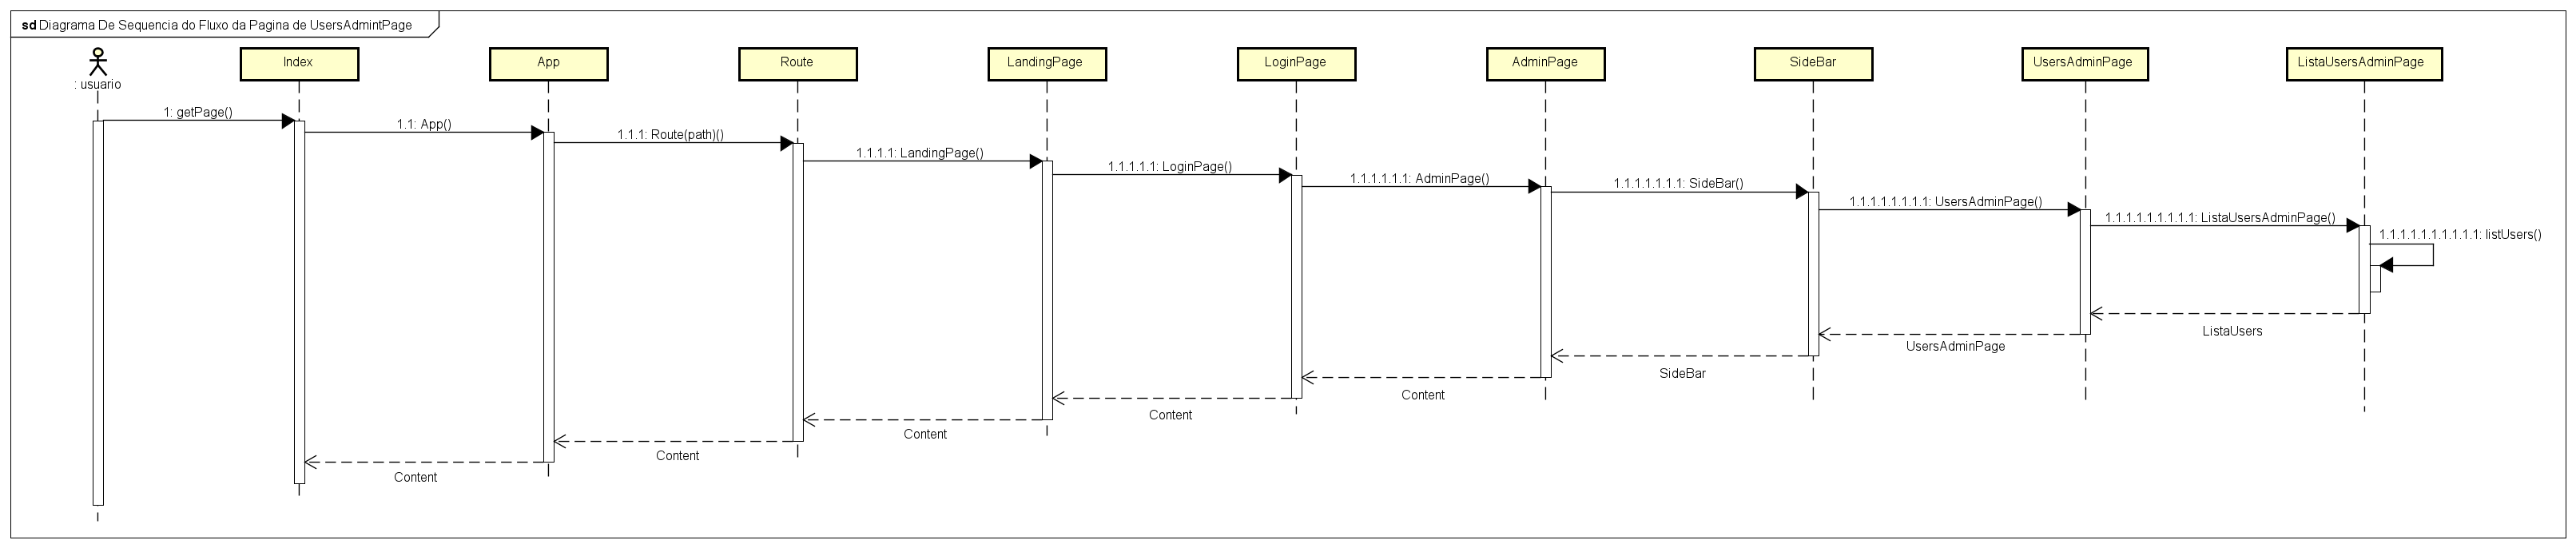 sd Diagrama De Sequencia do Fluxo da Pagina de UsersAdmintPage
: usuario
Index
App
Route
LandingPage
LoginPage
AdminPage
SideBar
UsersAdminPage
ListaUsersAdminPage
1: getPage()
1.1: App()
1.1.1: Route(path)()
1.1.1.1: LandingPage()
1.1.1.1.1: LoginPage()
1.1.1.1.1.1: AdminPage()
1.1.1.1.1.1.1: SideBar()
1.1.1.1.1.1.1.1: UsersAdminPage()
1.1.1.1.1.1.1.1.1: ListaUsersAdminPage()
1.1.1.1.1.1.1.1.1.1: listUsers()
ListaUsers
UsersAdminPage
SideBar
Content
Content
Content
Content
Content